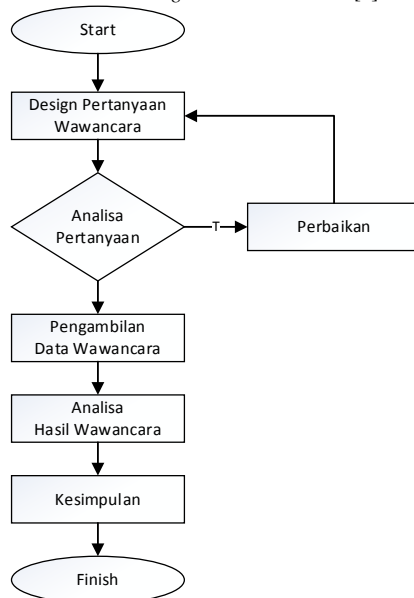 Start
Design Pertanyaan
Wawancara
Analisa
Pertanyaan
T
Perbaikan
Pengambilan
Data Wawancara
Analisa
Hasil Wawancara
Kesimpulan
Finish